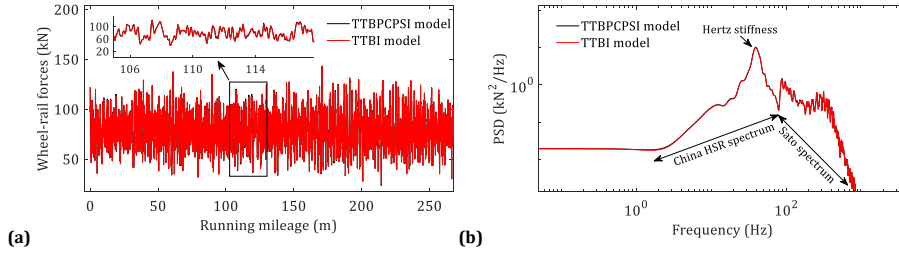 TTBPCPSI model
TTBI model
100
60
20
106
110
114
200
150
100
50
0
50
100
150
200
250
Wheel-rail forces (kN)
Running mileage (m)
(a)
TTBPCPSI model
TTBI model
Hertz stiffness
China HSR spectrum
Sato spectrum
10⁰
10⁰
10²
PSD (kN²/Hz)
Frequency (Hz)
(b)